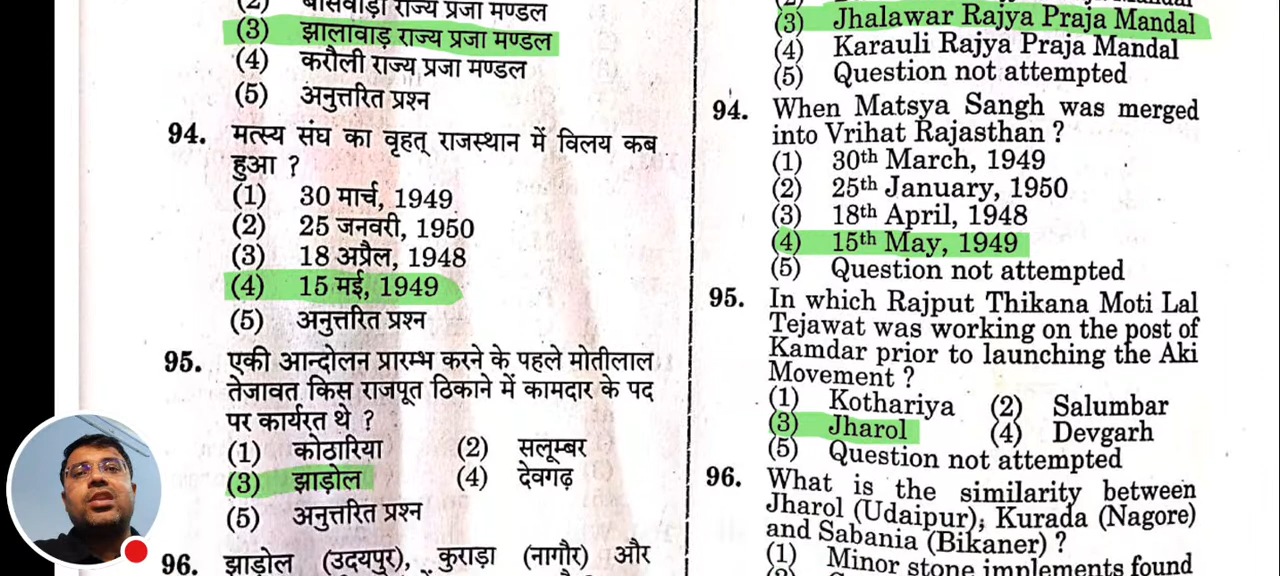 (2) बांसवाड़ा राज्य प्रजा मण्डल
(3) झालावाड़ राज्य प्रजा मण्डल
(4) करौली राज्य प्रजा मण्डल
(5) अनुत्तरित प्रश्न
94. मत्स्य संघ का वृहत् राजस्थान में विलय कब
हुआ ?
(1) 30 मार्च, 1949
(2) 25 जनवरी, 1950
(3) 18 अप्रैल, 1948
(4) 15 मई, 1949
(5) अनुत्तरित प्रश्न
95. एकी आन्दोलन प्रारम्भ करने के पहले मोतीलाल
तेजावत किस राजपूत ठिकाने में कामदार के पद
पर कार्यरत थे ?
(1) कोठारिया (2) सलूम्बर
(3) झाड़ोल (4) देवगढ़
(5) अनुत्तरित प्रश्न
96. झाड़ोल (उदयपुर), कुराड़ा (नागौर) और
(3) Jhalawar Rajya Praja Mandal
(4) Karauli Rajya Praja Mandal
(5) Question not attempted
94. When Matsya Sangh was merged
into Vrihat Rajasthan ?
(1) 30th March, 1949
(2) 25th January, 1950
(3) 18th April, 1948
(4) 15th May, 1949
(5) Question not attempted
95. In which Rajput Thikana Moti Lal
Tejawat was working on the post of
Kamdar prior to launching the Aki
Movement ?
(1) Kothariya (2) Salumbar
(3) Jharol (4) Devgarh
(5) Question not attempted
96. What is the similarity between
Jharol (Udaipur), Kurada (Nagore)
and Sabania (Bikaner) ?
(1) Minor stone implements found